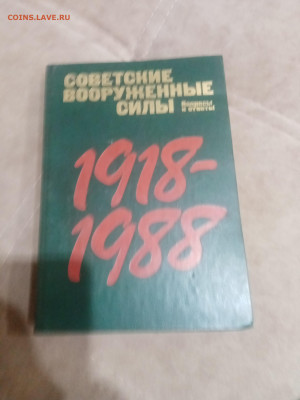 COINS.LAVE.RU
СОВЕТСКИЕ
ВООРУЖЕННЫЕ
СИЛЫ
Вопросы
и ответы
1918-
1988